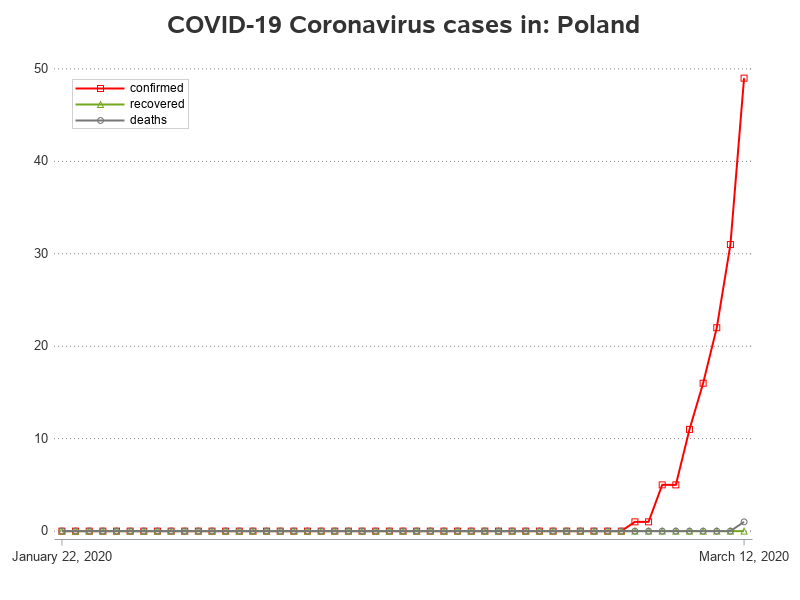 COVID-19 Coronavirus cases in: Poland
50
confirmed
recovered
deaths
40
30
20
10
0
January 22, 2020
March 12, 2020